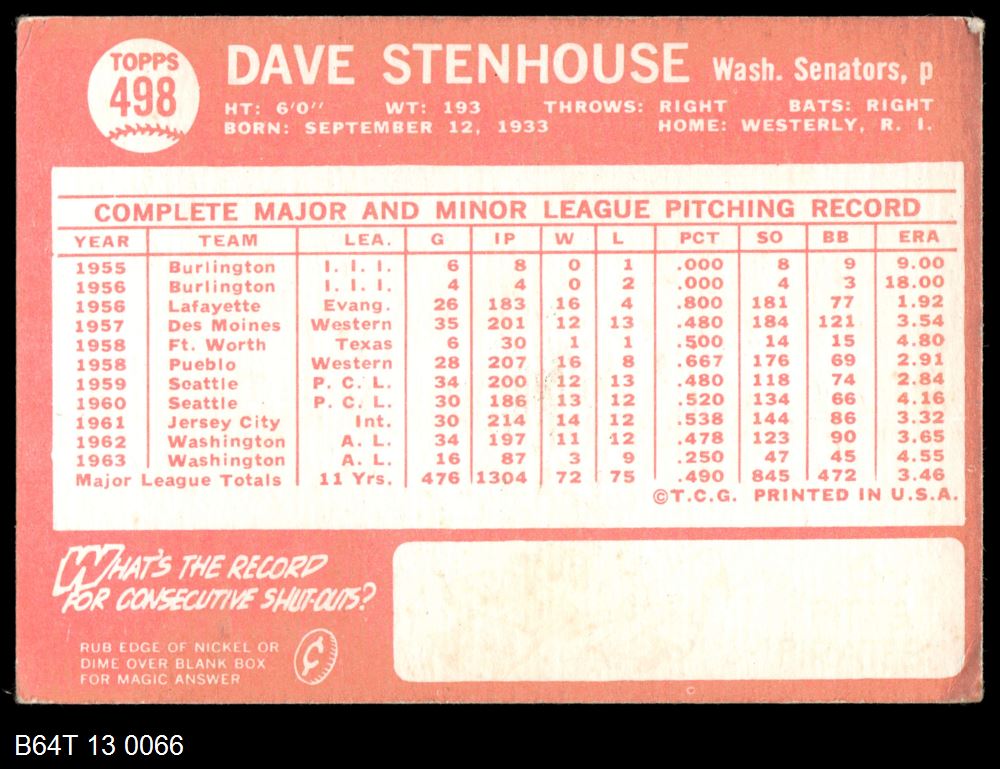 TOPPS
498
DAVE STENHOUSE Wash. Senators, p
HT: 6'0'' WT: 193 THROWS: RIGHT BATS: RIGHT
BORN: SEPTEMBER 12, 1933 HOME: WESTERLY, R. I.
COMPLETE MAJOR AND MINOR LEAGUE PITCHING RECORD
YEAR TEAM LEA. G IP W L PCT SO BB ERA
1955 Burlington I. I. I. 6 8 0 1 .000 8 9 9.00
1956 Burlington I. I. I. 4 4 0 2 .000 4 3 18.00
1956 Lafayette Evang. 26 183 16 4 .800 181 77 1.92
1957 Des Moines Western 35 201 12 13 .480 184 121 3.54
1958 Ft. Worth Texas 6 30 1 1 .500 14 15 4.80
1958 Pueblo Western 28 207 16 8 .667 176 69 2.91
1959 Seattle P. C. L. 34 200 12 13 .480 118 74 2.84
1960 Seattle P. C. L. 30 186 13 12 .520 134 66 4.16
1961 Jersey City Int. 30 214 14 12 .538 144 86 3.32
1962 Washington A. L. 34 197 11 12 .478 123 90 3.65
1963 Washington A. L. 16 87 3 9 .250 47 45 4.55
Major League Totals 11 Yrs. 476 1304 72 75 .490 845 472 3.46
©T.C.G. PRINTED IN U.S.A.
WHAT'S THE RECORD
FOR CONSECUTIVE SHUT-OUTS?
RUB EDGE OF NICKEL OR
DIME OVER BLANK BOX
FOR MAGIC ANSWER
¢
B64T 13 0066